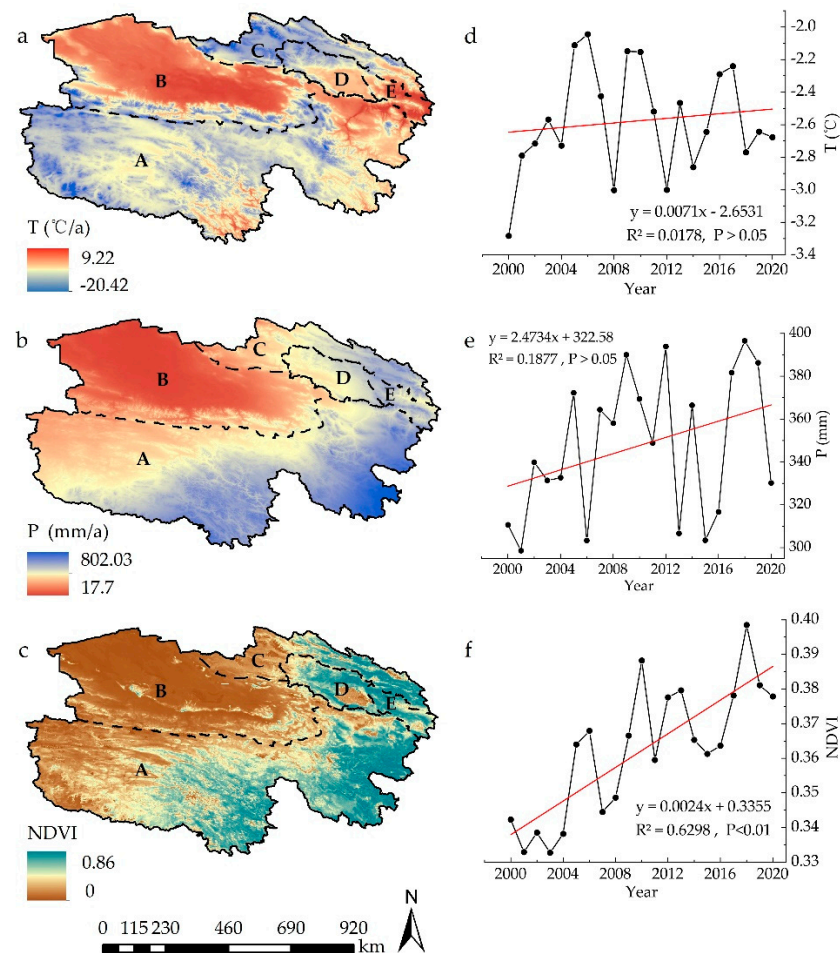 a
C
B
D
E
A
T (℃/a)
9.22
-20.42
d
-2.0
-2.2
-2.4
-2.6
-2.8
-3.0
-3.2
-3.4
T (℃)
y = 0.0071x - 2.6531
R² = 0.0178, P > 0.05
2000 2004 2008 2012 2016 2020
Year
b
C
B
D
E
A
P (mm/a)
802.03
17.7
e
y = 2.4734x + 322.58
R² = 0.1877 , P > 0.05
400
380
360
340
320
300
P (mm)
2000 2004 2008 2012 2016 2020
Year
c
C
B
D
E
A
NDVI
0.86
0
f
0.40
0.39
0.38
0.37
0.36
0.35
0.34
0.33
NDVI
y = 0.0024x + 0.3355
R² = 0.6298 , P<0.01
2000 2004 2008 2012 2016 2020
Year
N
0 115 230 460 690 920
km